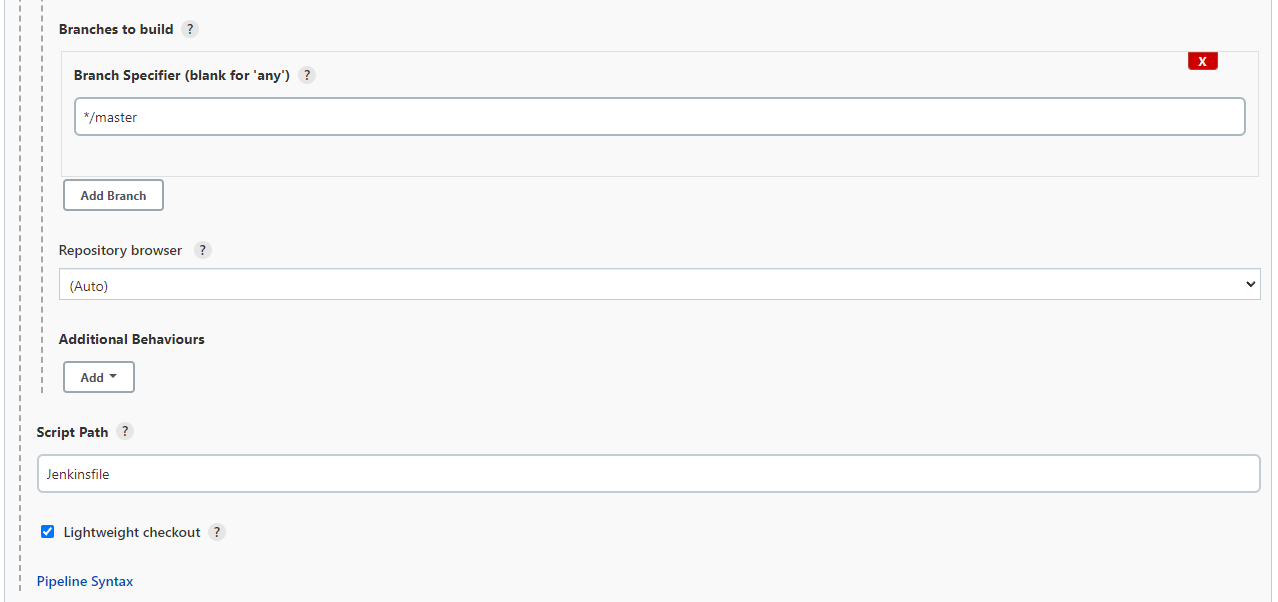 Branches to build ?
Branch Specifier (blank for 'any') ?
X
*/master
Add Branch
Repository browser ?
(Auto)
Additional Behaviours
Add
Script Path ?
Jenkinsfile
Lightweight checkout ?
Pipeline Syntax